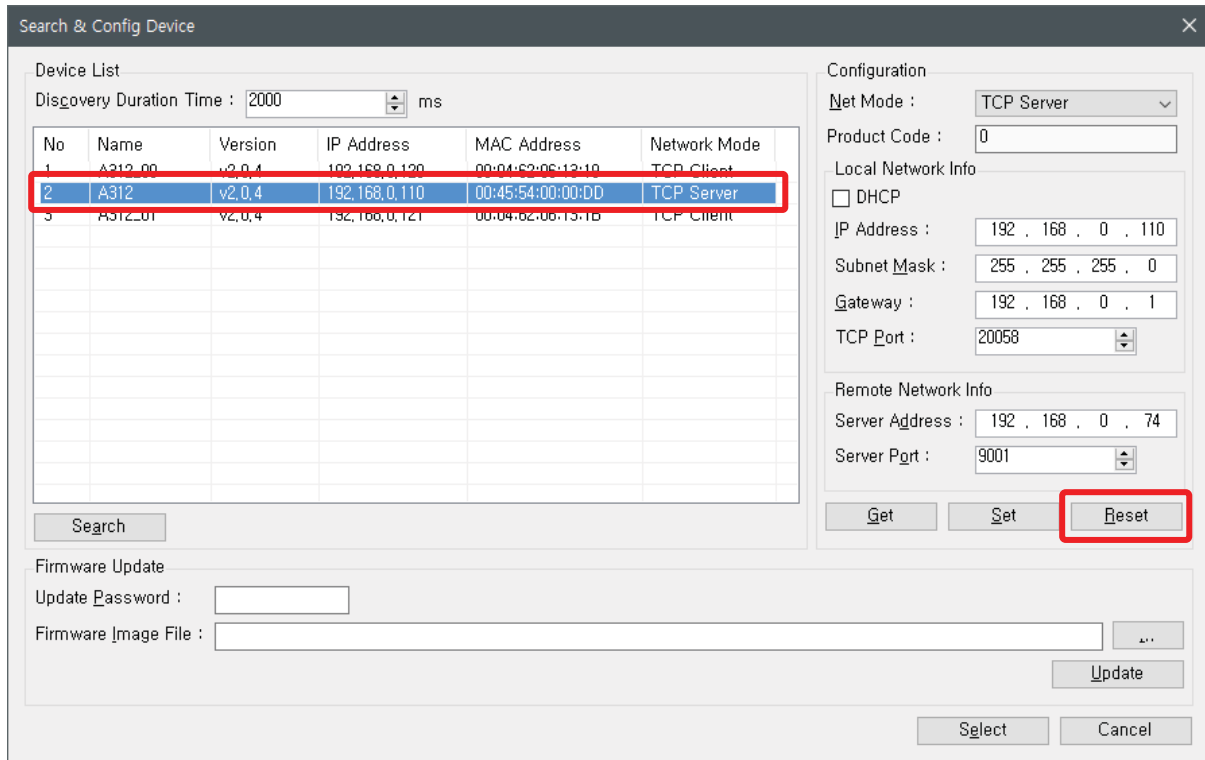 Search & Config Device
Device List
Discovery Duration Time : 2000 ms
No Name Version IP Address MAC Address Network Mode
1 A312_00 v2,0,4 192,168,0,120 00:04:62:06:13:19 TCP Client
2 A312 v2,0,4 192,168,0,110 00:45:54:00:00:DD TCP Server
3 A312_01 v2,0,4 192,168,0,121 00:04:62:06:13:1B TCP Client
Search
Configuration
Net Mode : TCP Server
Product Code : 0
Local Network Info
DHCP
IP Address : 192 . 168 . 0 . 110
Subnet Mask : 255 . 255 . 255 . 0
Gateway : 192 . 168 . 0 . 1
TCP Port : 20058
Remote Network Info
Server Address : 192 . 168 . 0 . 74
Server Port : 9001
Get Set Reset
Firmware Update
Update Password :
Firmware Image File : ...
Update
Select Cancel